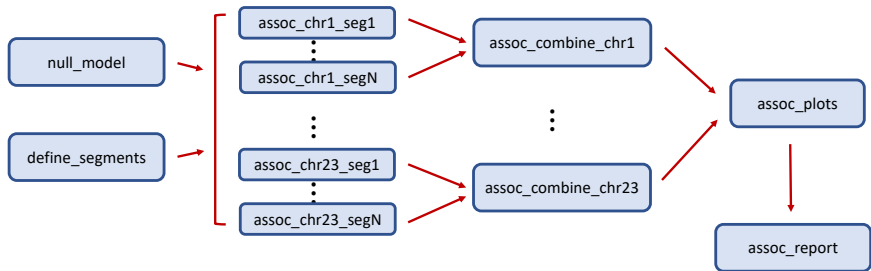 null_model
define_segments
assoc_chr1_seg1
assoc_chr1_segN
assoc_chr23_seg1
assoc_chr23_segN
assoc_combine_chr1
assoc_combine_chr23
assoc_plots
assoc_report